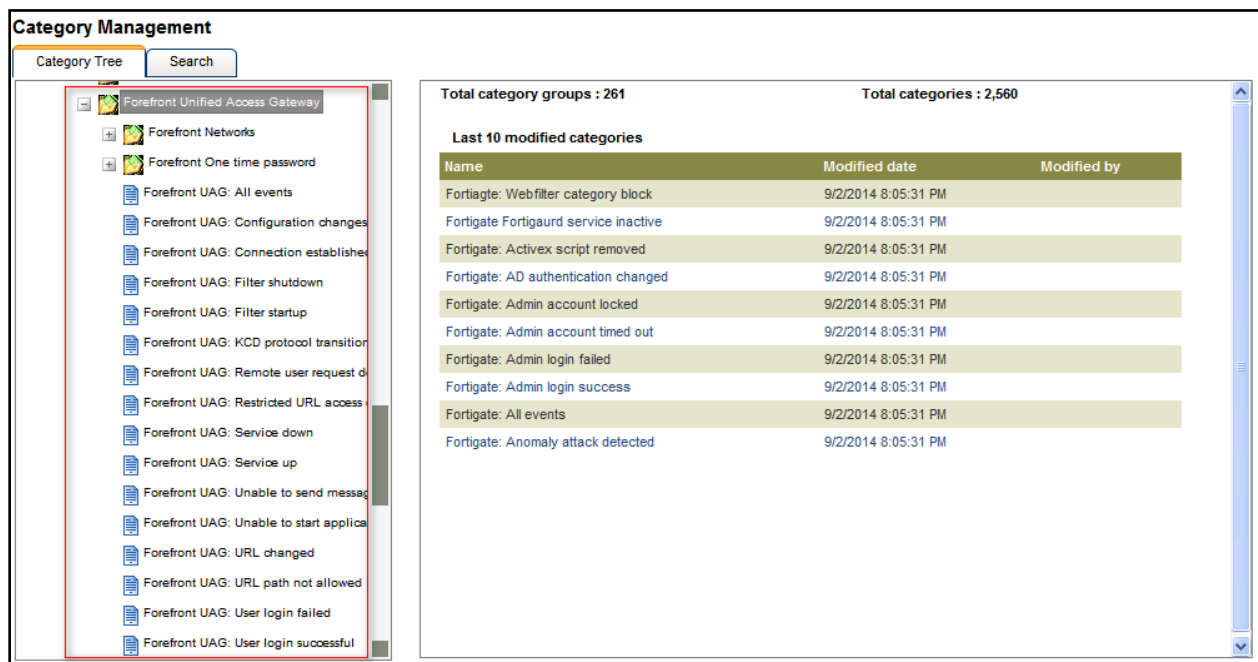 Category Management
Category Tree
Search
Forefront Unified Access Gateway
Forefront Networks
Forefront One time password
Forefront UAG: All events
Forefront UAG: Configuration changes
Forefront UAG: Connection established
Forefront UAG: Filter shutdown
Forefront UAG: Filter startup
Forefront UAG: KCD protocol transition
Forefront UAG: Remote user request
Forefront UAG: Restricted URL access
Forefront UAG: Service down
Forefront UAG: Service up
Forefront UAG: Unable to send
Forefront UAG: Unable to start
Forefront UAG: URL changed
Forefront UAG: URL path not allowed
Forefront UAG: User login failed
Forefront UAG: User login successful
Total category groups : 261 Total categories : 2,560
Last 10 modified categories
Name Modified date Modified by
Fortiagte: Webfilter category block 9/2/2014 8:05:31 PM
Fortigate Fortigaurd service inactive 9/2/2014 8:05:31 PM
Fortigate: Activex script removed 9/2/2014 8:05:31 PM
Fortigate: AD authentication changed 9/2/2014 8:05:31 PM
Fortigate: Admin account locked 9/2/2014 8:05:31 PM
Fortigate: Admin account timed out 9/2/2014 8:05:31 PM
Fortigate: Admin login failed 9/2/2014 8:05:31 PM
Fortigate: Admin login success 9/2/2014 8:05:31 PM
Fortigate: All events 9/2/2014 8:05:31 PM
Fortigate: Anomaly attack detected 9/2/2014 8:05:31 PM